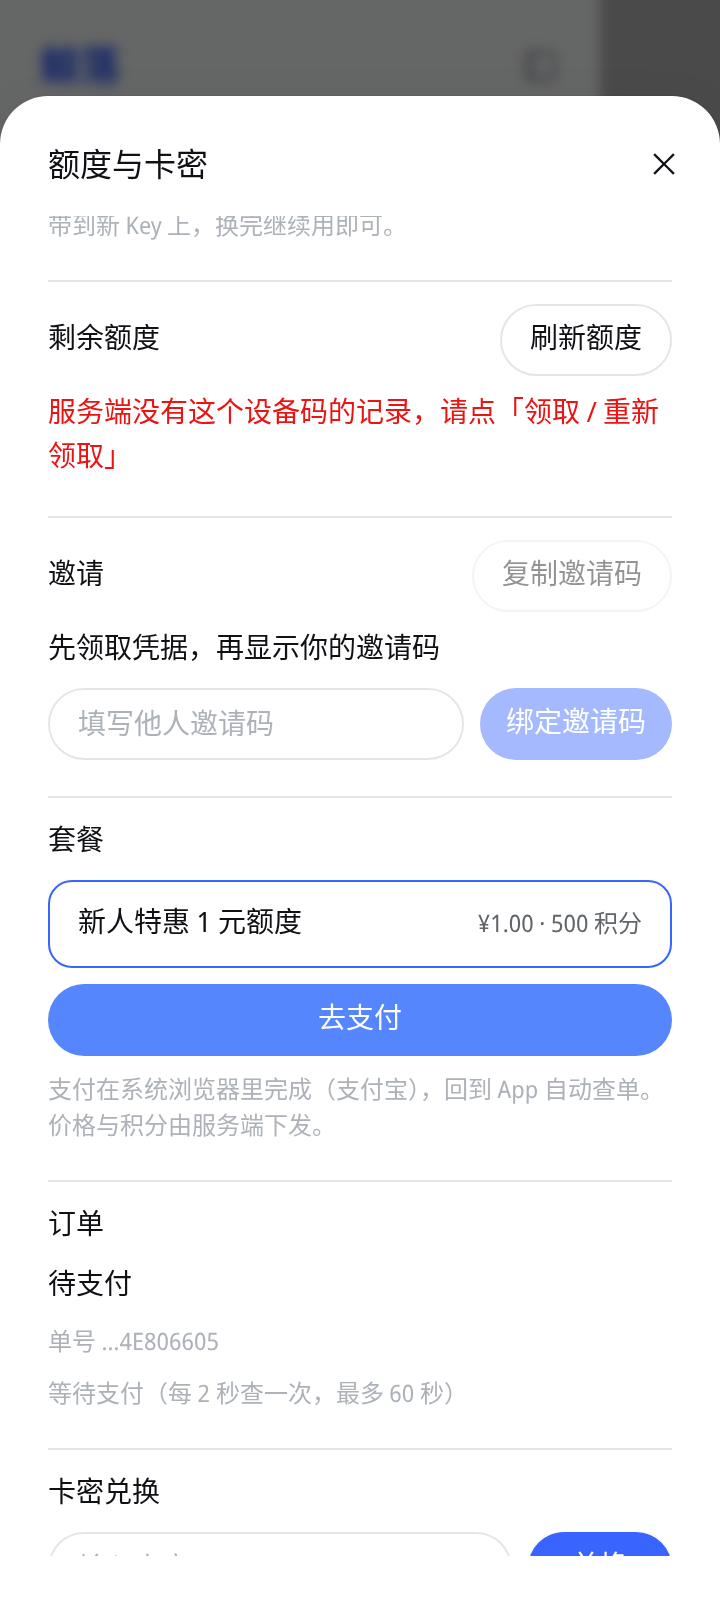 额度与卡密
带到新 Key 上，换完继续用即可。
剩余额度
刷新额度
服务端没有这个设备码的记录，请点「领取 / 重新
领取」
邀请
复制邀请码
先领取凭据，再显示你的邀请码
填写他人邀请码
绑定邀请码
套餐
新人特惠 1 元额度
¥1.00 · 500 积分
去支付
支付在系统浏览器里完成（支付宝），回到 App 自动查单。
价格与积分由服务端下发。
订单
待支付
单号 …4E806605
等待支付（每 2 秒查一次，最多 60 秒）
卡密兑换